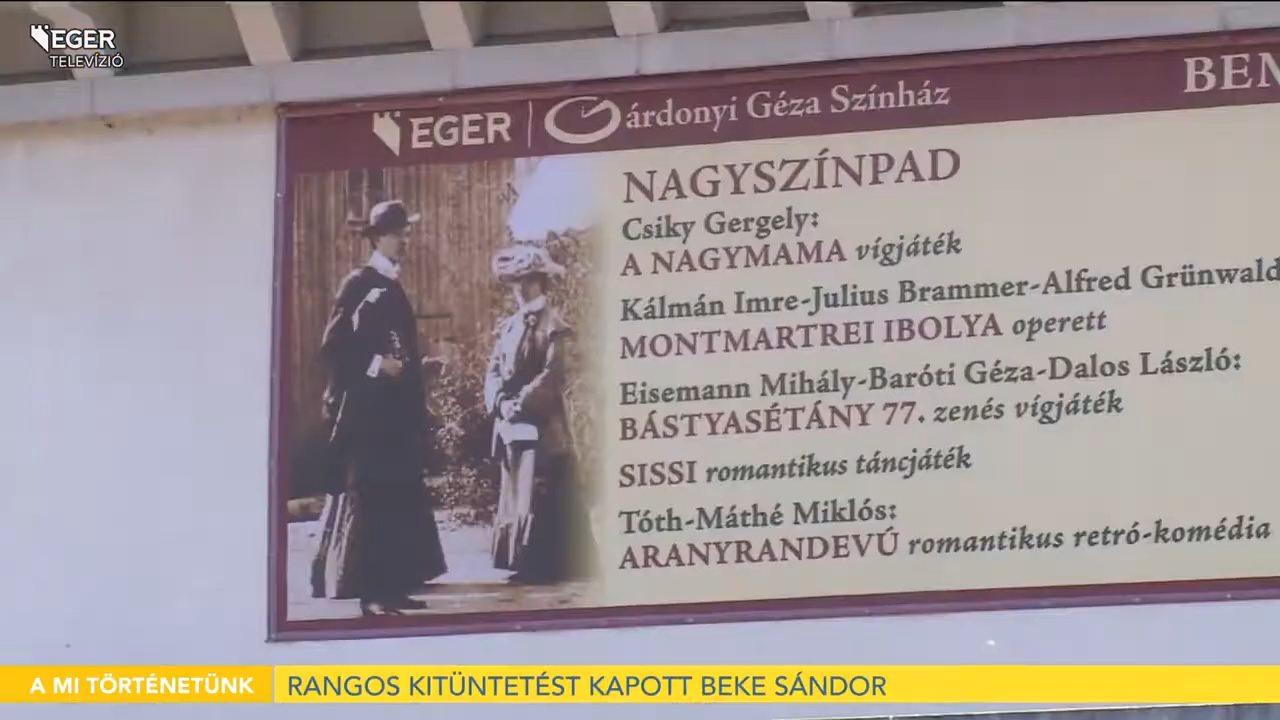 EGER
TELEVÍZIÓ
EGER | Gárdonyi Géza Színház
NAGYSZÍNPAD
Csiky Gergely:
A NAGYMAMA vígjáték
Kálmán Imre-Julius Brammer-Alfred Grünwald
MONTMARTREI IBOLYA operett
Eisemann Mihály-Baróti Géza-Dalos László:
BÁSTYASÉTÁNY 77. zenés vígjáték
SISSI romantikus táncjáték
Tóth-Máthé Miklós:
ARANYRANDEVÚ romantikus retró-komédia
A MI TÖRTÉNETÜNK
RANGOS KITÜNTETÉST KAPOTT BEKE SÁNDOR